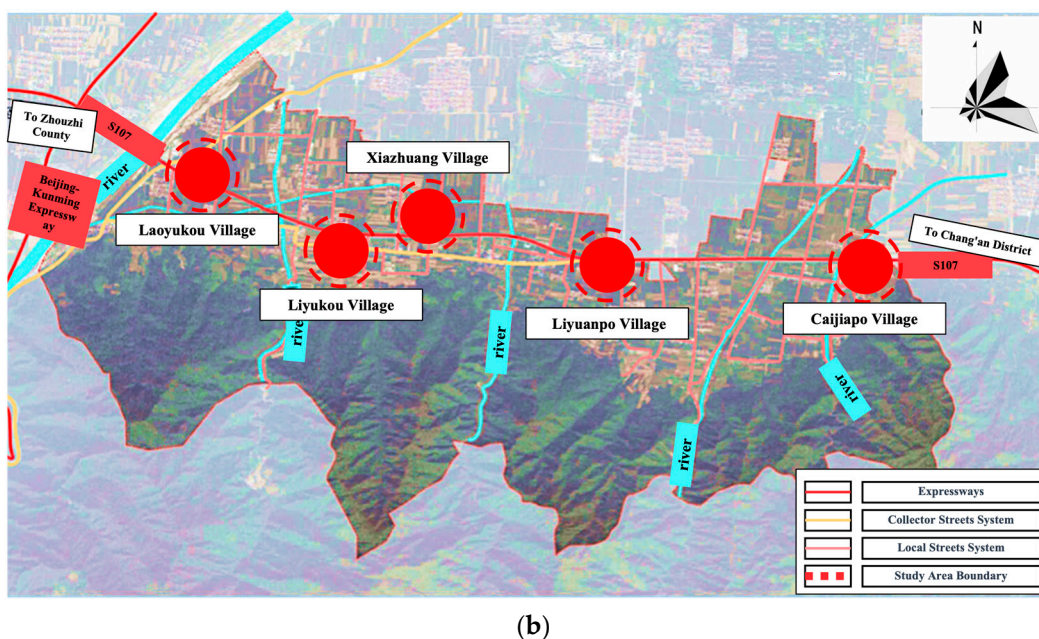 N
To Zhouzhi
County
S107
river
Beijing-
Kunming
Expressw
ay
Xiazhuang Village
Laoyukou Village
To Chang'an District
S107
Liyukou Village
Liyuanpo Village
Caijiapo Village
river
river
river
river
Expressways
Collector Streets System
Local Streets System
Study Area Boundary
(b)